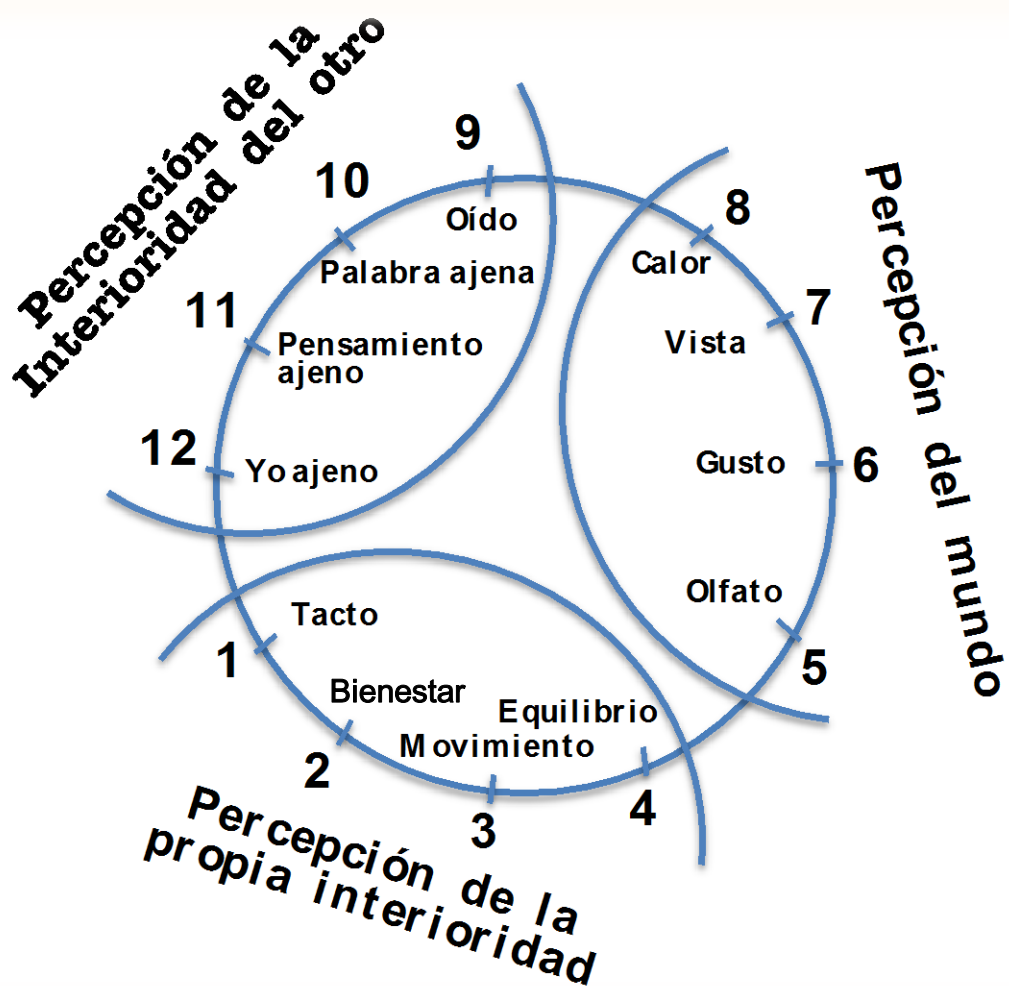 Percepción de la
Interioridad del otro
9
10
Oído
Palabra ajena
11
Pensamiento
ajeno
12
Yo ajeno
8
Calor
7
Vista
Gusto
6
Olfato
5
Percepción del mundo
Tacto
1
Bienestar
2
Equilibrio
Movimiento
3
4
Percepción de la
propia interioridad